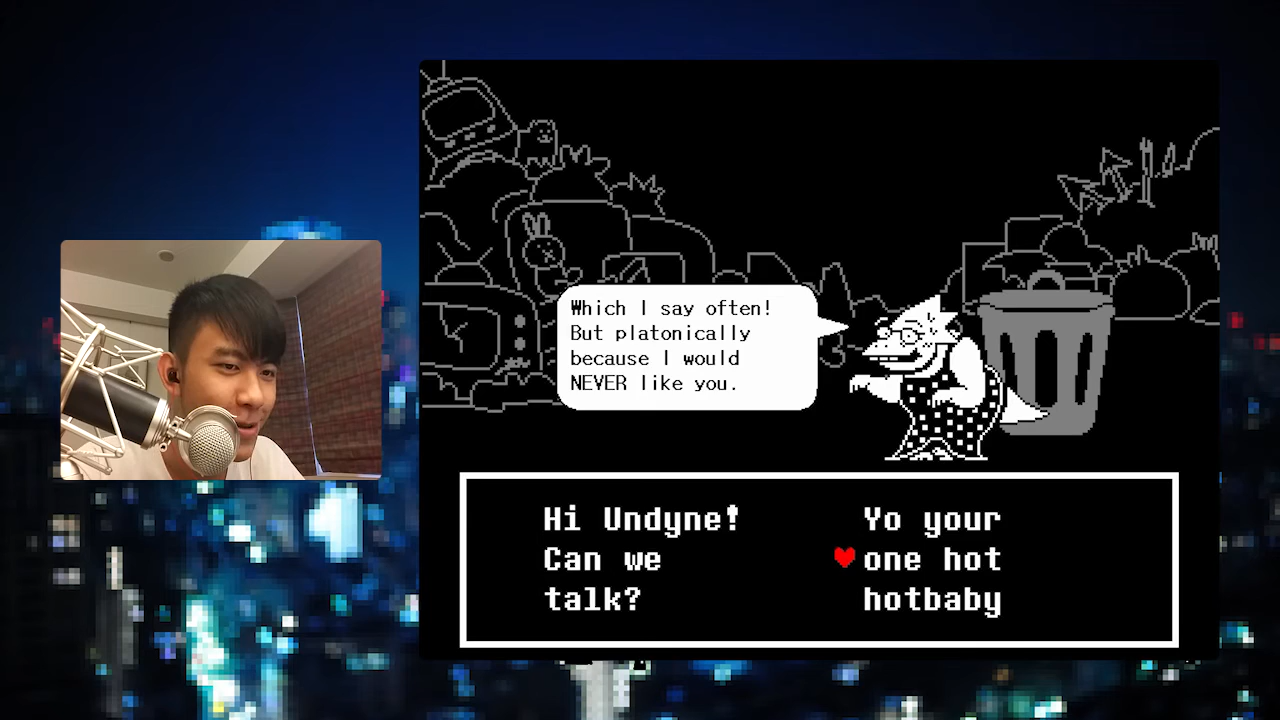 Which I say often!
But platonically
because I would
NEVER like you.
Hi Undyne!
Can we
talk?
Yo your
one hot
hotbaby